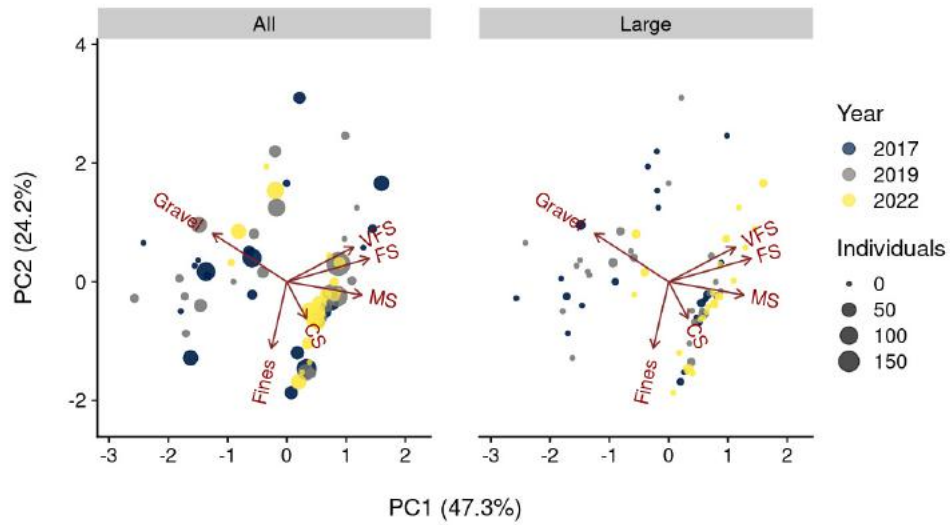 All
Large
4
2
0
-2
PC2 (24.2%)
Gravel
VFS
FS
MS
CS
Fines
Gravel
VFS
FS
MS
CS
Fines
-3 -2 -1 0 1 2
-3 -2 -1 0 1 2
PC1 (47.3%)
Year
2017
2019
2022
Individuals
0
50
100
150